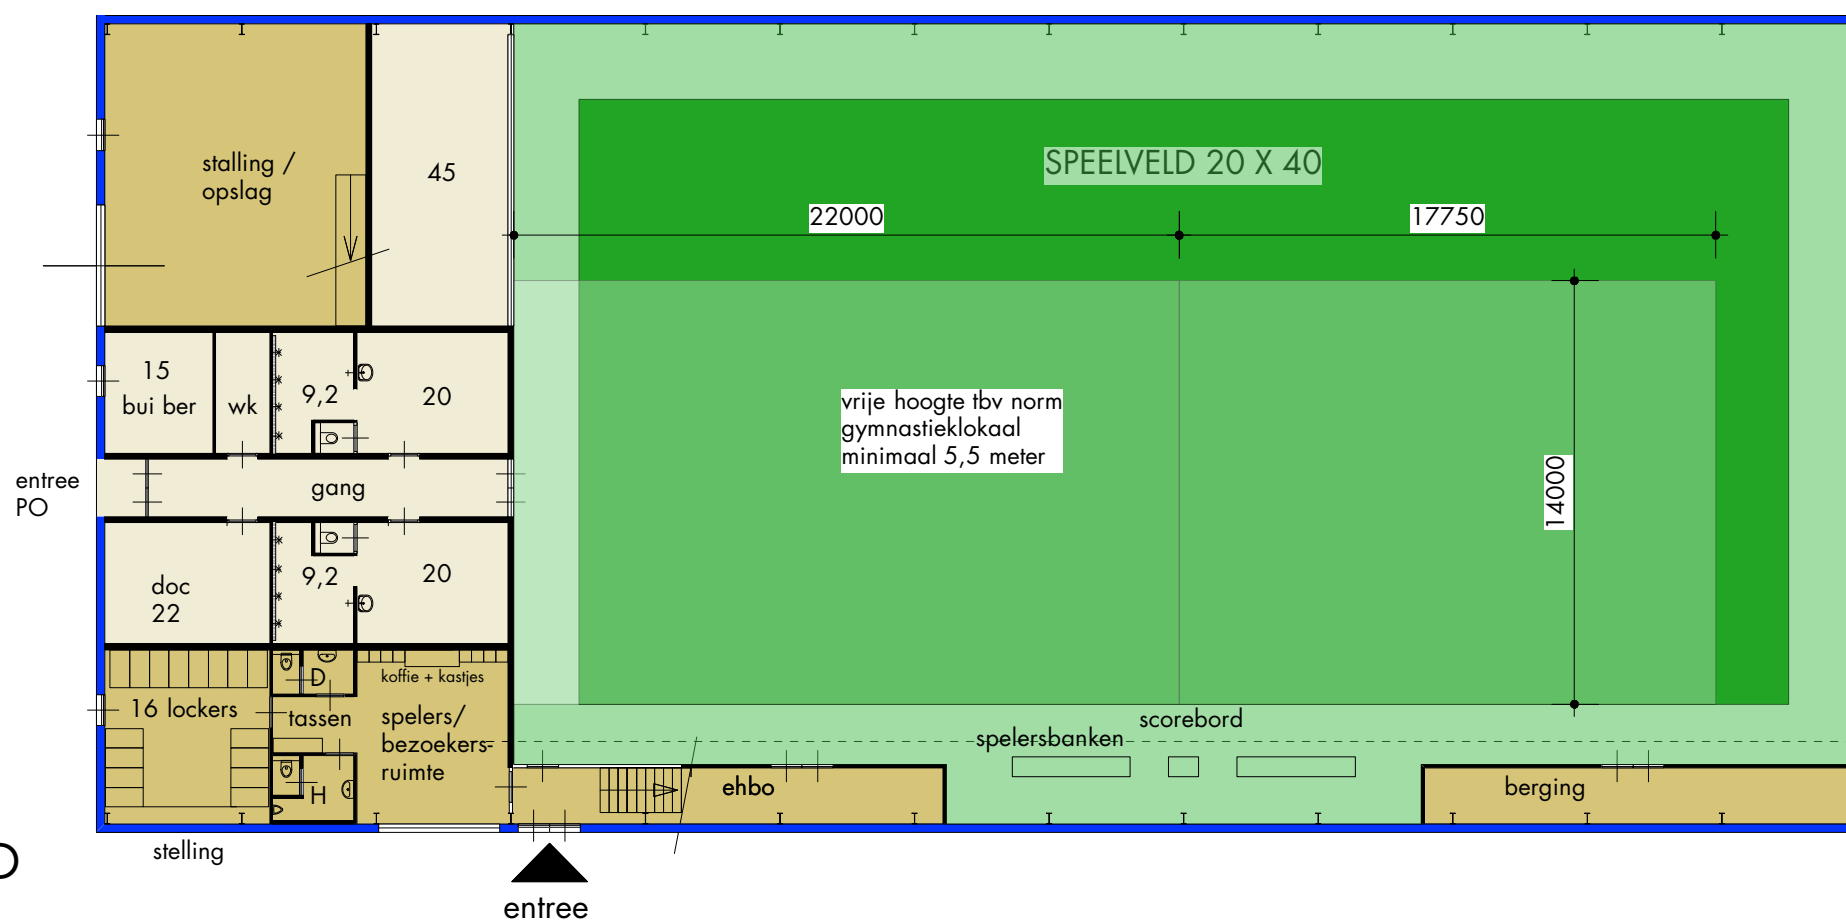 stalling /
opslag
45
SPEELVELD 20 X 40
22000
17750
15
bui ber
wk
9,2
20
vrije hoogte tbv norm
gymnastieklokaal
minimaal 5,5 meter
14000
entree
PO
gang
doc
22
9,2
20
D
koffie + kastjes
16 lockers
tassen
spelers/
bezoekers-
ruimte
H
scorebord
spelersbanken
ehbo
berging
stelling
entree